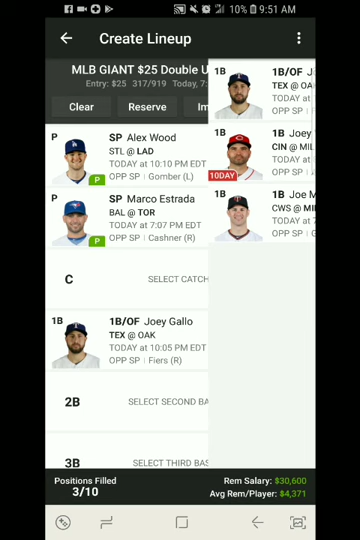 10% 9:51 AM
Create Lineup
MLB GIANT $25 Double U
Entry: $25 317/919 Today, 7:
Clear
Reserve
Im
P
SP Alex Wood
STL @ LAD
TODAY at 10:10 PM EDT
OPP SP | Gomber (L)
P
P
SP Marco Estrada
BAL @ TOR
TODAY at 7:07 PM EDT
OPP SP | Cashner (R)
P
C
SELECT CATCH
1B
1B/OF Joey Gallo
TEX @ OAK
TODAY at 10:05 PM EDT
OPP SP | Fiers (R)
2B
SELECT SECOND BA
3B
SELECT THIRD BAS
1B
1B/OF J
TEX @ OA
TODAY at
OPP SP
1B
1B Joey
CIN @ MIL
TODAY at
OPP SP
10DAY
1B
1B Joe M
CWS @ MI
TODAY at
OPP SP
Positions Filled
3/10
Rem Salary: $30,600
Avg Rem/Player: $4,371